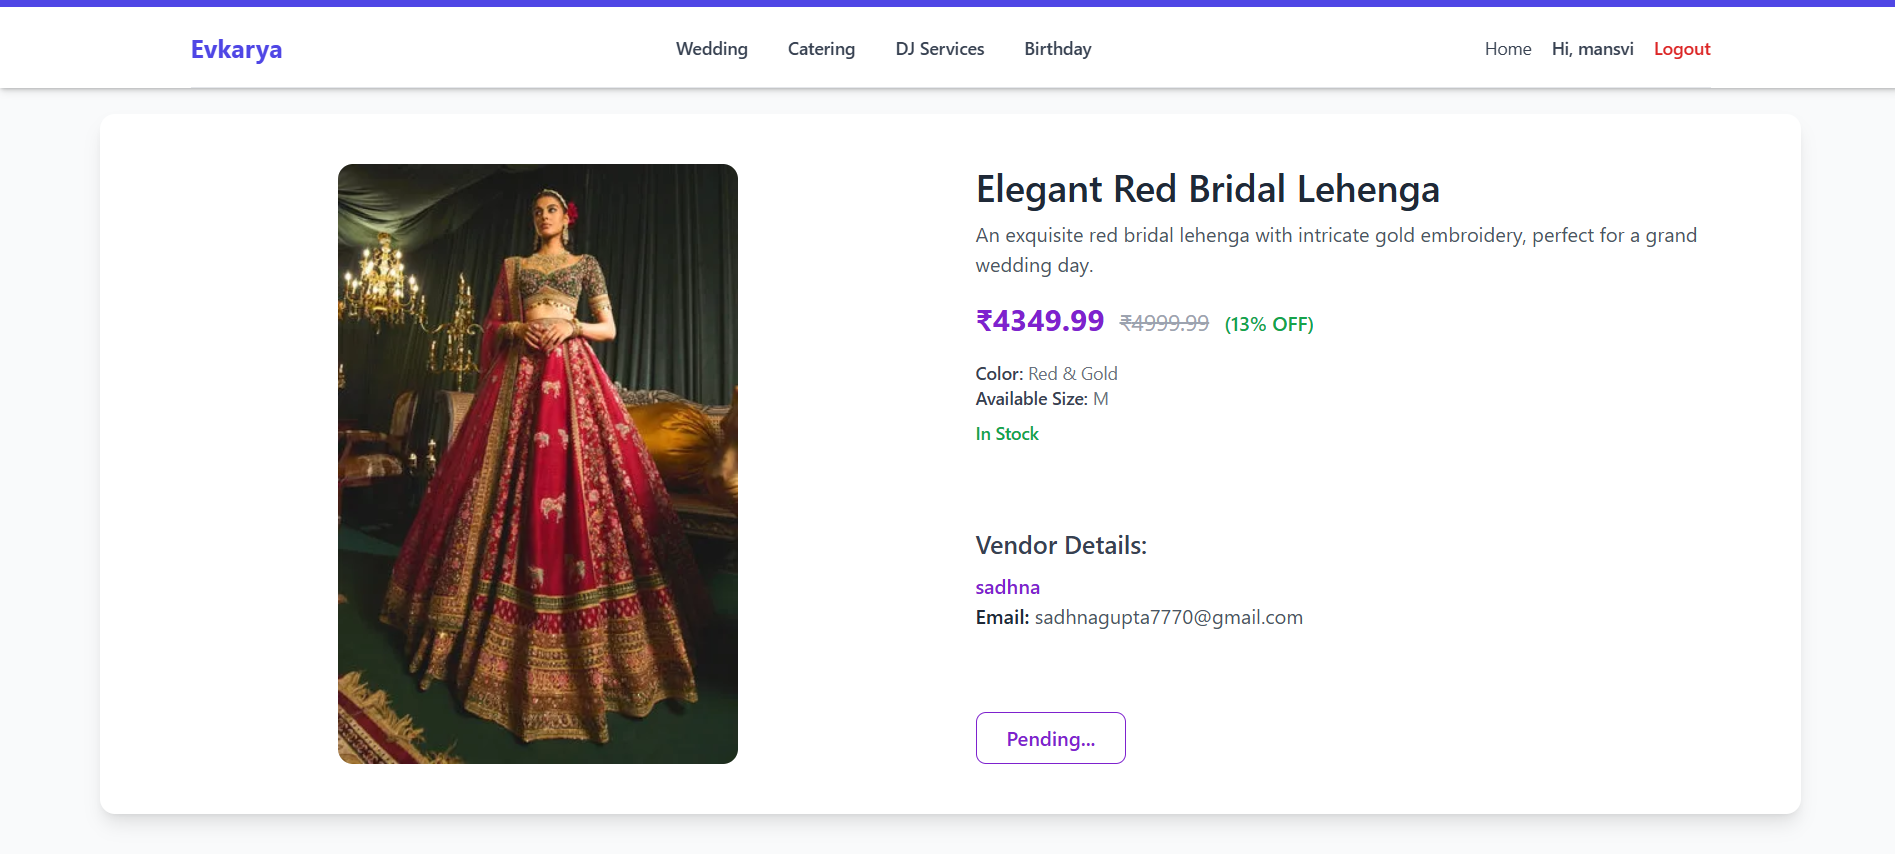 Evkarya
Wedding Catering DJ Services Birthday
Home Hi, mansvi Logout
Elegant Red Bridal Lehenga
An exquisite red bridal lehenga with intricate gold embroidery, perfect for a grand
wedding day.
₹4349.99 ₹4999.99 (13% OFF)
Color: Red & Gold
Available Size: M
In Stock
Vendor Details:
sadhna
Email: sadhnagupta7770@gmail.com
Pending...